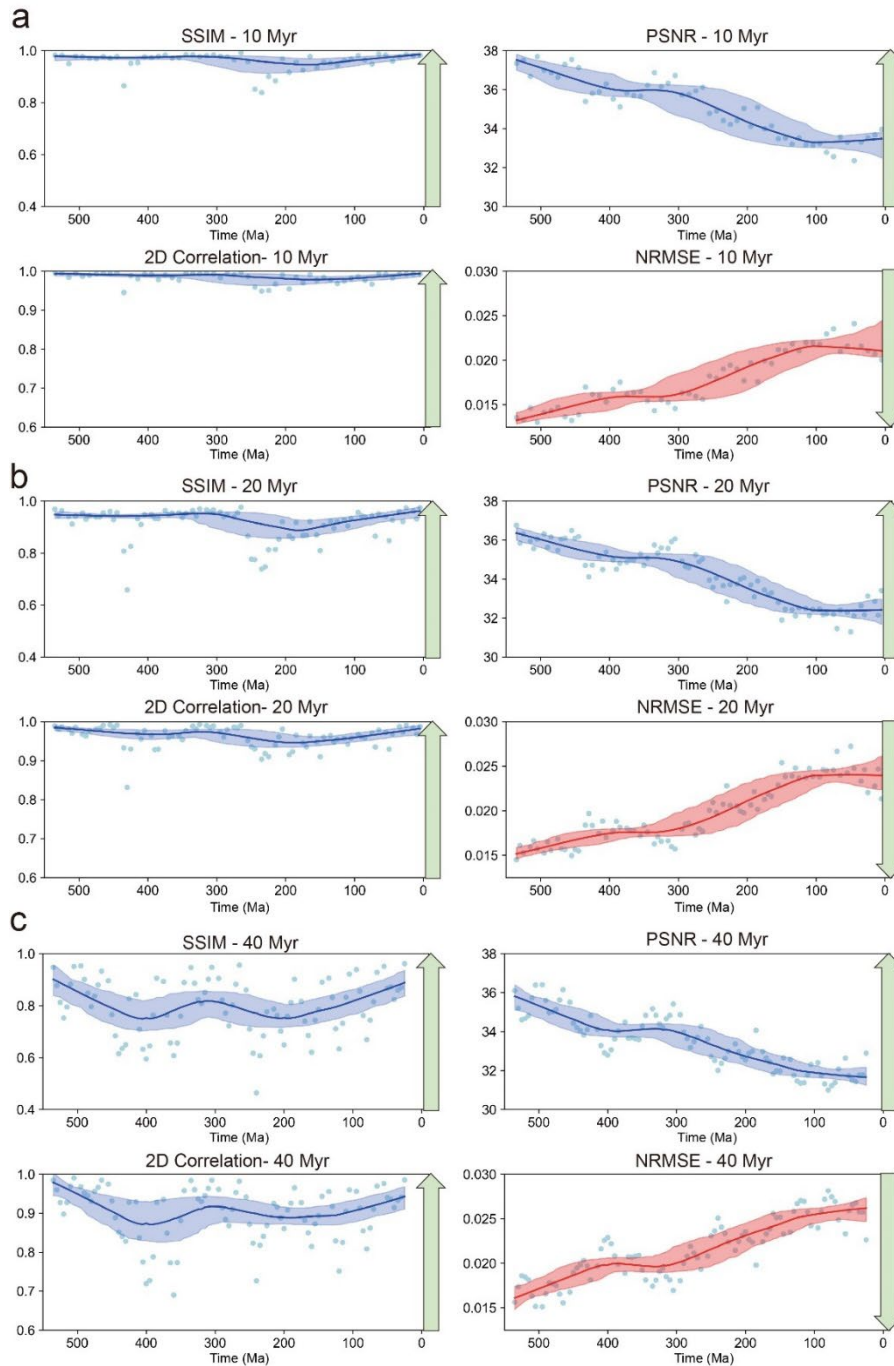 a
SSIM - 10 Myr
1.0
0.9
0.8
0.6
0.4
500 400 300 200 100 0
Time (Ma)
PSNR - 10 Myr
38
36
34
33
30
500 400 300 200 100 0
Time (Ma)
2D Correlation- 10 Myr
1.0
0.9
0.8
0.7
0.6
500 400 300 200 100 0
Time (Ma)
NRMSE - 10 Myr
0.030
0.025
0.020
0.015
500 400 300 200 100 0
Time (Ma)
b
SSIM - 20 Myr
1.0
0.8
0.6
0.4
500 400 300 200 100 0
Time (Ma)
PSNR - 20 Myr
38
36
34
32
30
500 400 300 200 100 0
Time (Ma)
2D Correlation- 20 Myr
1.0
0.9
0.8
0.7
0.6
500 400 300 200 100 0
Time (Ma)
NRMSE - 20 Myr
0.030
0.025
0.020
0.015
500 400 300 200 100 0
Time (Ma)
c
SSIM - 40 Myr
1.0
0.8
0.6
0.4
500 400 300 200 100 0
Time (Ma)
PSNR - 40 Myr
38
36
34
32
30
500 400 300 200 100 0
Time (Ma)
2D Correlation- 40 Myr
1.0
0.9
0.8
0.7
0.6
500 400 300 200 100 0
Time (Ma)
NRMSE - 40 Myr
0.030
0.025
0.020
0.015
500 400 300 200 100 0
Time (Ma)